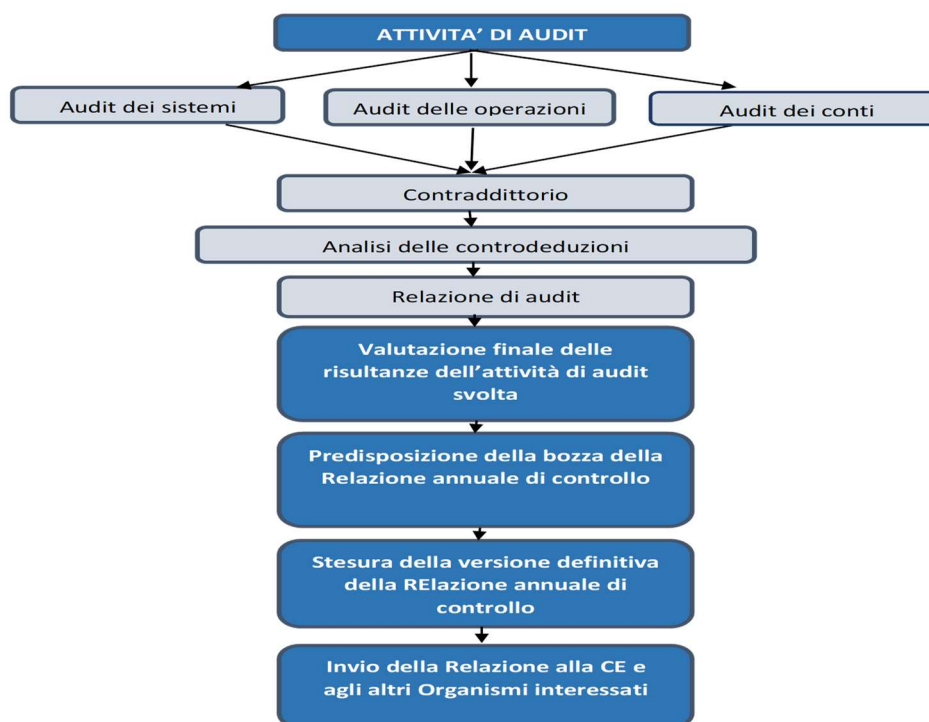 ATTIVITA’ DI AUDIT
Audit dei sistemi
Audit delle operazioni
Audit dei conti
Contraddittorio
Analisi delle controdeduzioni
Relazione di audit
Valutazione finale delle
risultanze dell’attività di audit
svolta
Predisposizione della bozza della
Relazione annuale di controllo
Stesura della versione definitiva
della RElazione annuale di
controllo
Invio della Relazione alla CE e
agli altri Organismi interessati